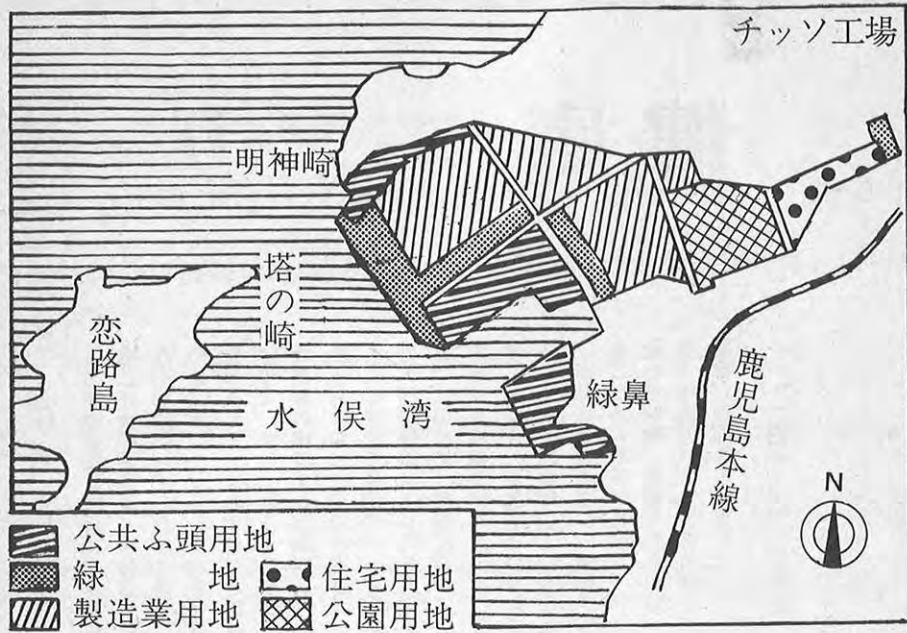 チッソ工場
明神崎
塔の崎
恋路島
水俣湾
緑鼻
鹿児島本線
N
公共ふ頭用地
緑地
住宅用地
製造業用地
公園用地